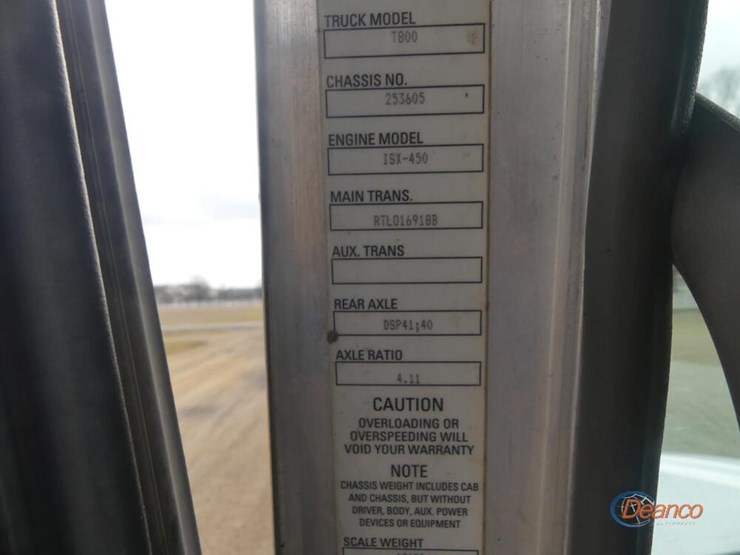 TRUCK MODEL
T800
CHASSIS NO.
253605
ENGINE MODEL
ISX-450
MAIN TRANS.
RTLO16918B
AUX. TRANS
REAR AXLE
DSP41;40
AXLE RATIO
4.11
CAUTION
OVERLOADING OR
OVERSPEEDING WILL
VOID YOUR WARRANTY
NOTE
CHASSIS WEIGHT INCLUDES CAB
AND CHASSIS, BUT WITHOUT
DRIVER, BODY, AUX. POWER
DEVICES OR EQUIPMENT
SCALE WEIGHT
Deanco